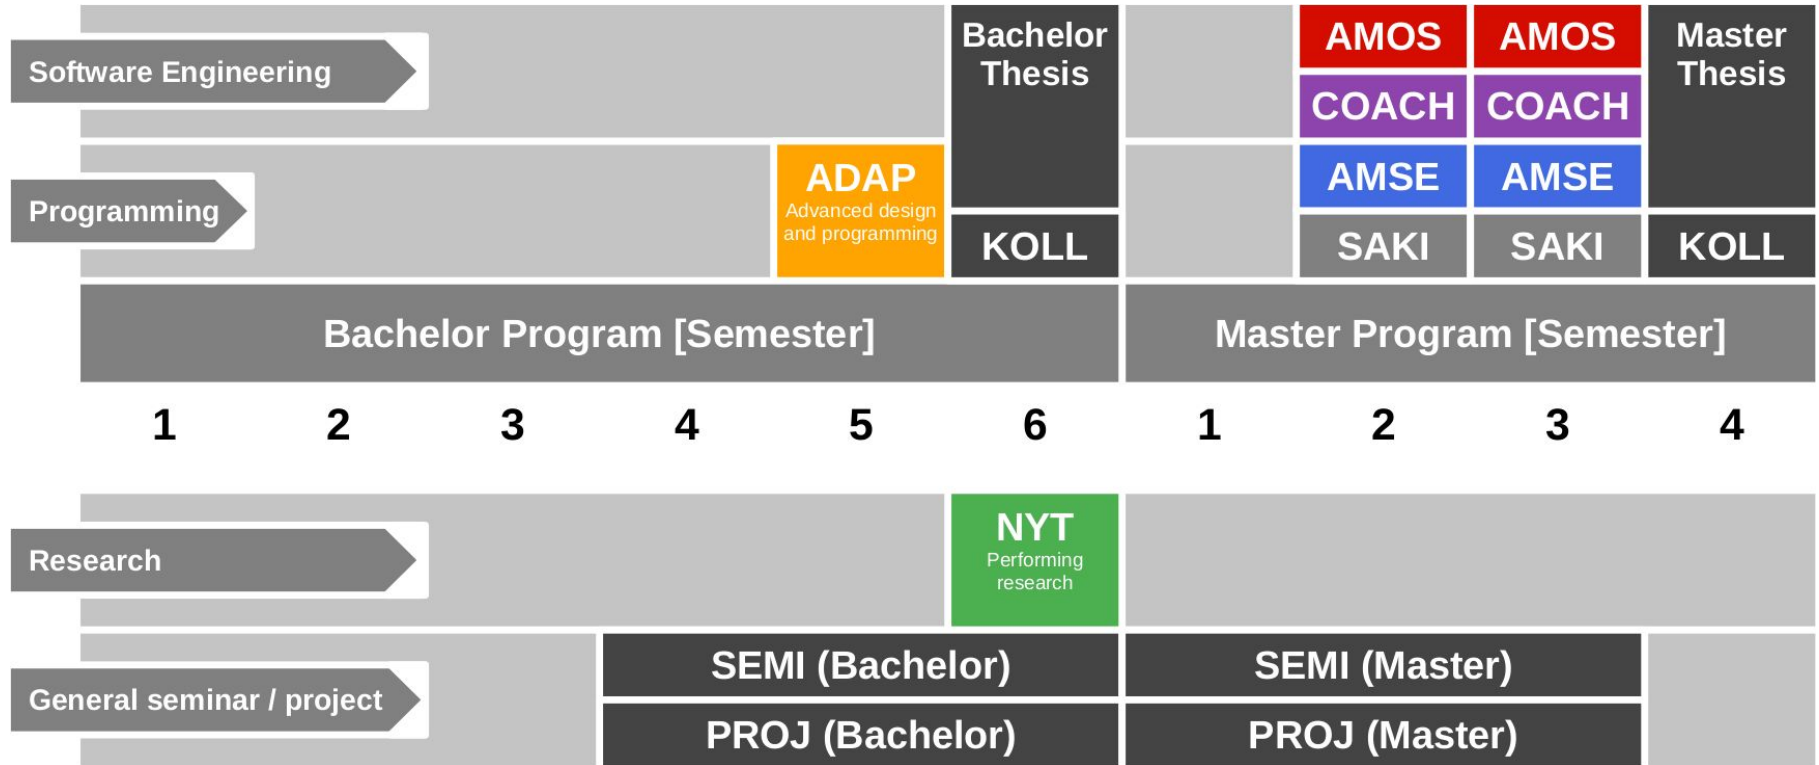 Software Engineering
Bachelor
Thesis
AMOS
AMOS
Master
Thesis
COACH
COACH
Programming
ADAP
Advanced design
and programming
AMSE
AMSE
KOLL
SAKI
SAKI
KOLL
Bachelor Program [Semester]
Master Program [Semester]
1 2 3 4 5 6 1 2 3 4
Research
NYT
Performing
research
General seminar / project
SEMI (Bachelor)
SEMI (Master)
PROJ (Bachelor)
PROJ (Master)